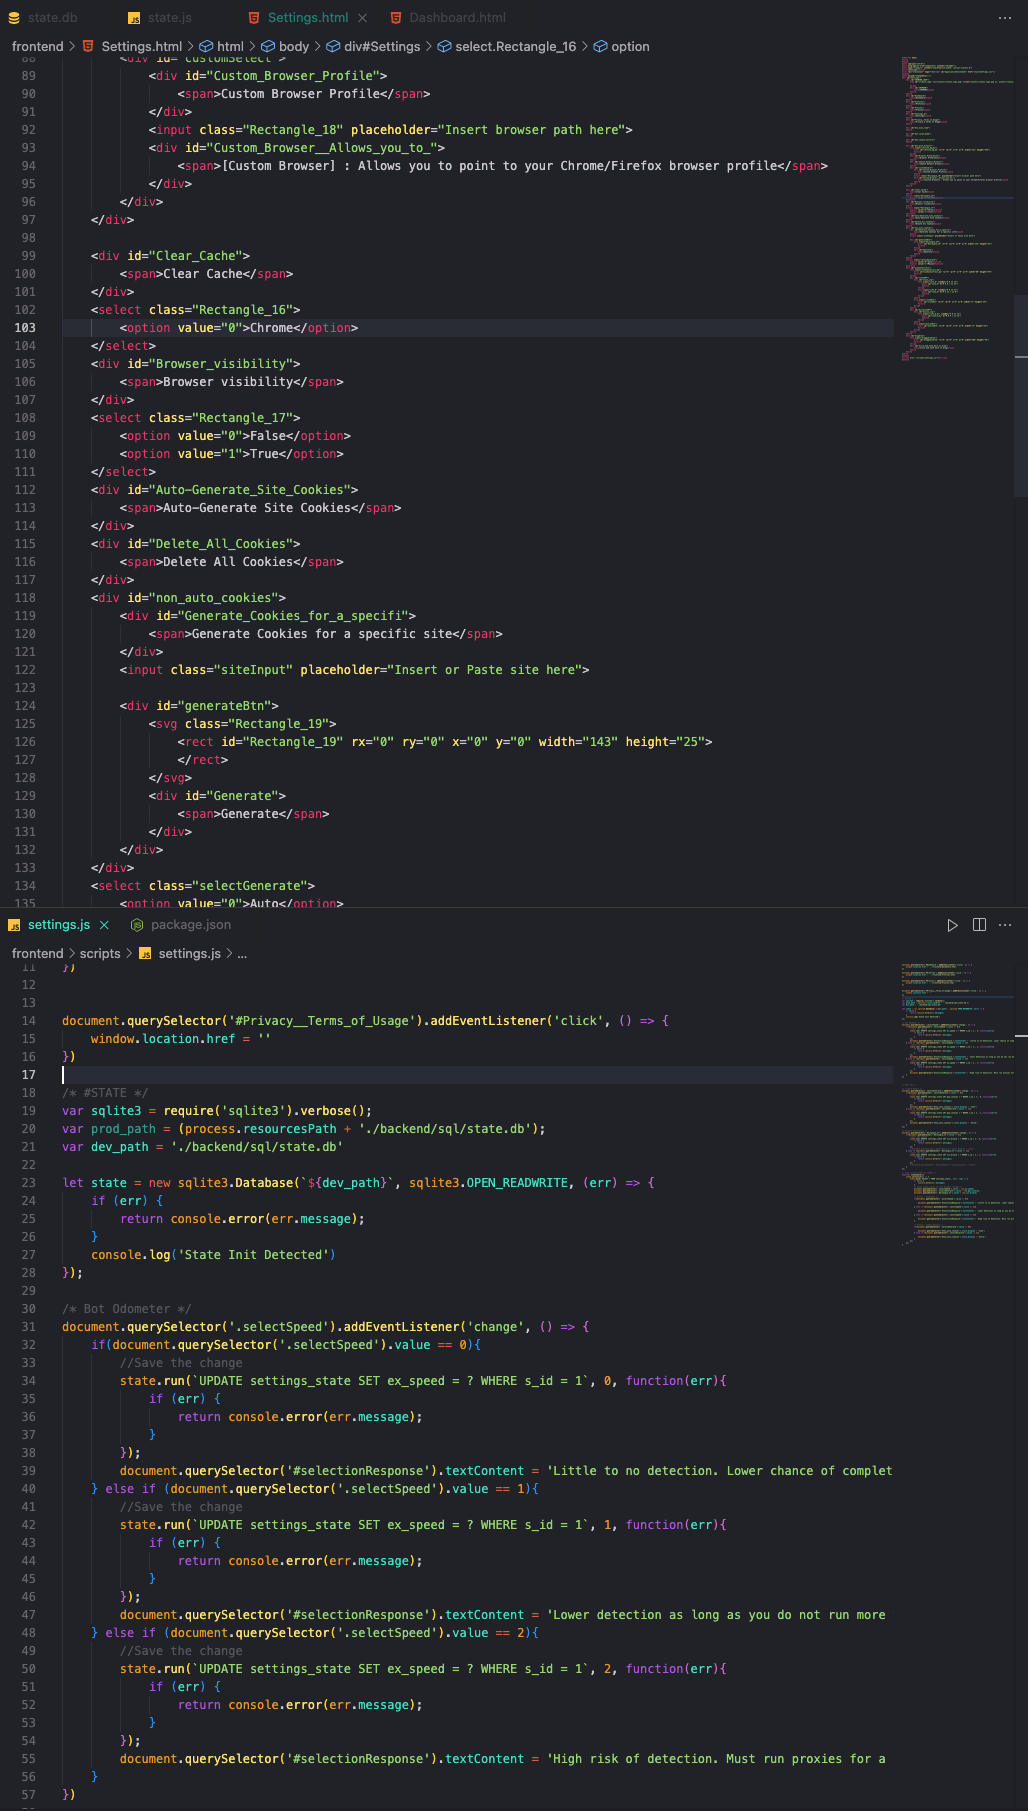 state.db state.js Settings.html Dashboard.html
frontend > Settings.html > html > body > div#Settings > select.Rectangle_16 > option
88 <div id="customSelect">
89 <div id="Custom_Browser_Profile">
90 <span>Custom Browser Profile</span>
91 </div>
92 <input class="Rectangle_18" placeholder="Insert browser path here">
93 <div id="Custom_Browser__Allows_you_to_">
94 <span>[Custom Browser] : Allows you to point to your Chrome/Firefox browser profile</span>
95 </div>
96 </div>
97 </div>
98
99 <div id="Clear_Cache">
100 <span>Clear Cache</span>
101 </div>
102 <select class="Rectangle_16">
103 <option value="0">Chrome</option>
104 </select>
105 <div id="Browser_visibility">
106 <span>Browser visibility</span>
107 </div>
108 <select class="Rectangle_17">
109 <option value="0">False</option>
110 <option value="1">True</option>
111 </select>
112 <div id="Auto-Generate_Site_Cookies">
113 <span>Auto-Generate Site Cookies</span>
114 </div>
115 <div id="Delete_All_Cookies">
116 <span>Delete All Cookies</span>
117 </div>
118 <div id="non_auto_cookies">
119 <div id="Generate_Cookies_for_a_specifi">
120 <span>Generate Cookies for a specific site</span>
121 </div>
122 <input class="siteInput" placeholder="Insert or Paste site here">
123
124 <div id="generateBtn">
125 <svg class="Rectangle_19">
126 <rect id="Rectangle_19" rx="0" ry="0" x="0" y="0" width="143" height="25">
127 </rect>
128 </svg>
129 <div id="Generate">
130 <span>Generate</span>
131 </div>
132 </div>
133 </div>
134 <select class="selectGenerate">
135 <option value="0">Auto</option>
settings.js package.json
frontend > scripts > settings.js > ...
11 })
12
13
14 document.querySelector('#Privacy__Terms_of_Usage').addEventListener('click', () => {
15 window.location.href = ''
16 })
17
18 /* #STATE */
19 var sqlite3 = require('sqlite3').verbose();
20 var prod_path = (process.resourcesPath + './backend/sql/state.db');
21 var dev_path = './backend/sql/state.db'
22
23 let state = new sqlite3.Database(`${dev_path}`, sqlite3.OPEN_READWRITE, (err) => {
24 if (err) {
25 return console.error(err.message);
26 }
27 console.log('State Init Detected')
28 });
29
30 /* Bot Odometer */
31 document.querySelector('.selectSpeed').addEventListener('change', () => {
32 if(document.querySelector('.selectSpeed').value == 0){
33 //Save the change
34 state.run(`UPDATE settings_state SET ex_speed = ? WHERE s_id = 1`, 0, function(err){
35 if (err) {
36 return console.error(err.message);
37 }
38 });
39 document.querySelector('#selectionResponse').textContent = 'Little to no detection. Lower chance of complet
40 } else if (document.querySelector('.selectSpeed').value == 1){
41 //Save the change
42 state.run(`UPDATE settings_state SET ex_speed = ? WHERE s_id = 1`, 1, function(err){
43 if (err) {
44 return console.error(err.message);
45 }
46 });
47 document.querySelector('#selectionResponse').textContent = 'Lower detection as long as you do not run more
48 } else if (document.querySelector('.selectSpeed').value == 2){
49 //Save the change
50 state.run(`UPDATE settings_state SET ex_speed = ? WHERE s_id = 1`, 2, function(err){
51 if (err) {
52 return console.error(err.message);
53 }
54 });
55 document.querySelector('#selectionResponse').textContent = 'High risk of detection. Must run proxies for a
56 }
57 })